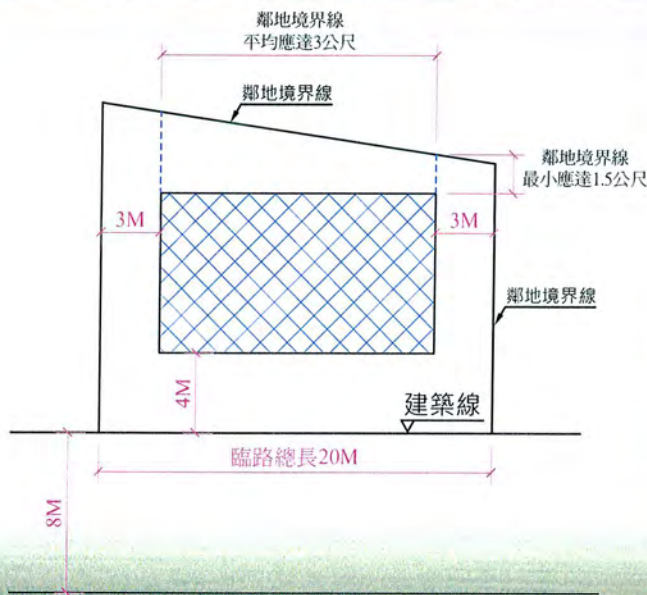 鄰地境界線
平均應達3公尺
鄰地境界線
鄰地境界線
最小應達1.5公尺
3M
3M
鄰地境界線
4M
建築線
臨路總長20M
8M